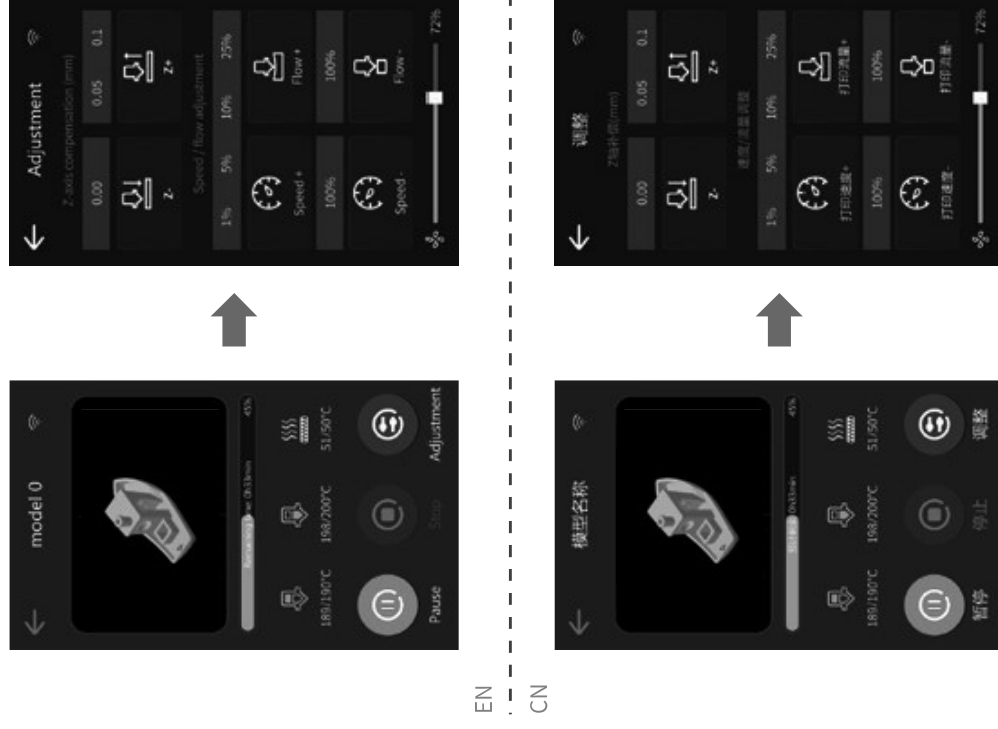 model 0
Remaining time: 0h33min 45%
189/190°C 198/200°C 51/50°C
Pause Stop Adjustment
Adjustment
Z-axis compensation (mm)
0.00 0.05 0.1
Z- Z+
Speed / flow adjustment
1% 5% 10% 25%
Speed + Flow +
100% 100%
Speed - Flow -
72%
EN
CN
模型名称
0h33min 45%
189/190°C 198/200°C 51/50°C
暂停 停止 调整
调整
Z轴补偿(mm)
0.00 0.05 0.1
Z- Z+
速度/流量调整
1% 5% 10% 25%
打印速度+ 打印流量+
100% 100%
打印速度- 打印流量-
72%